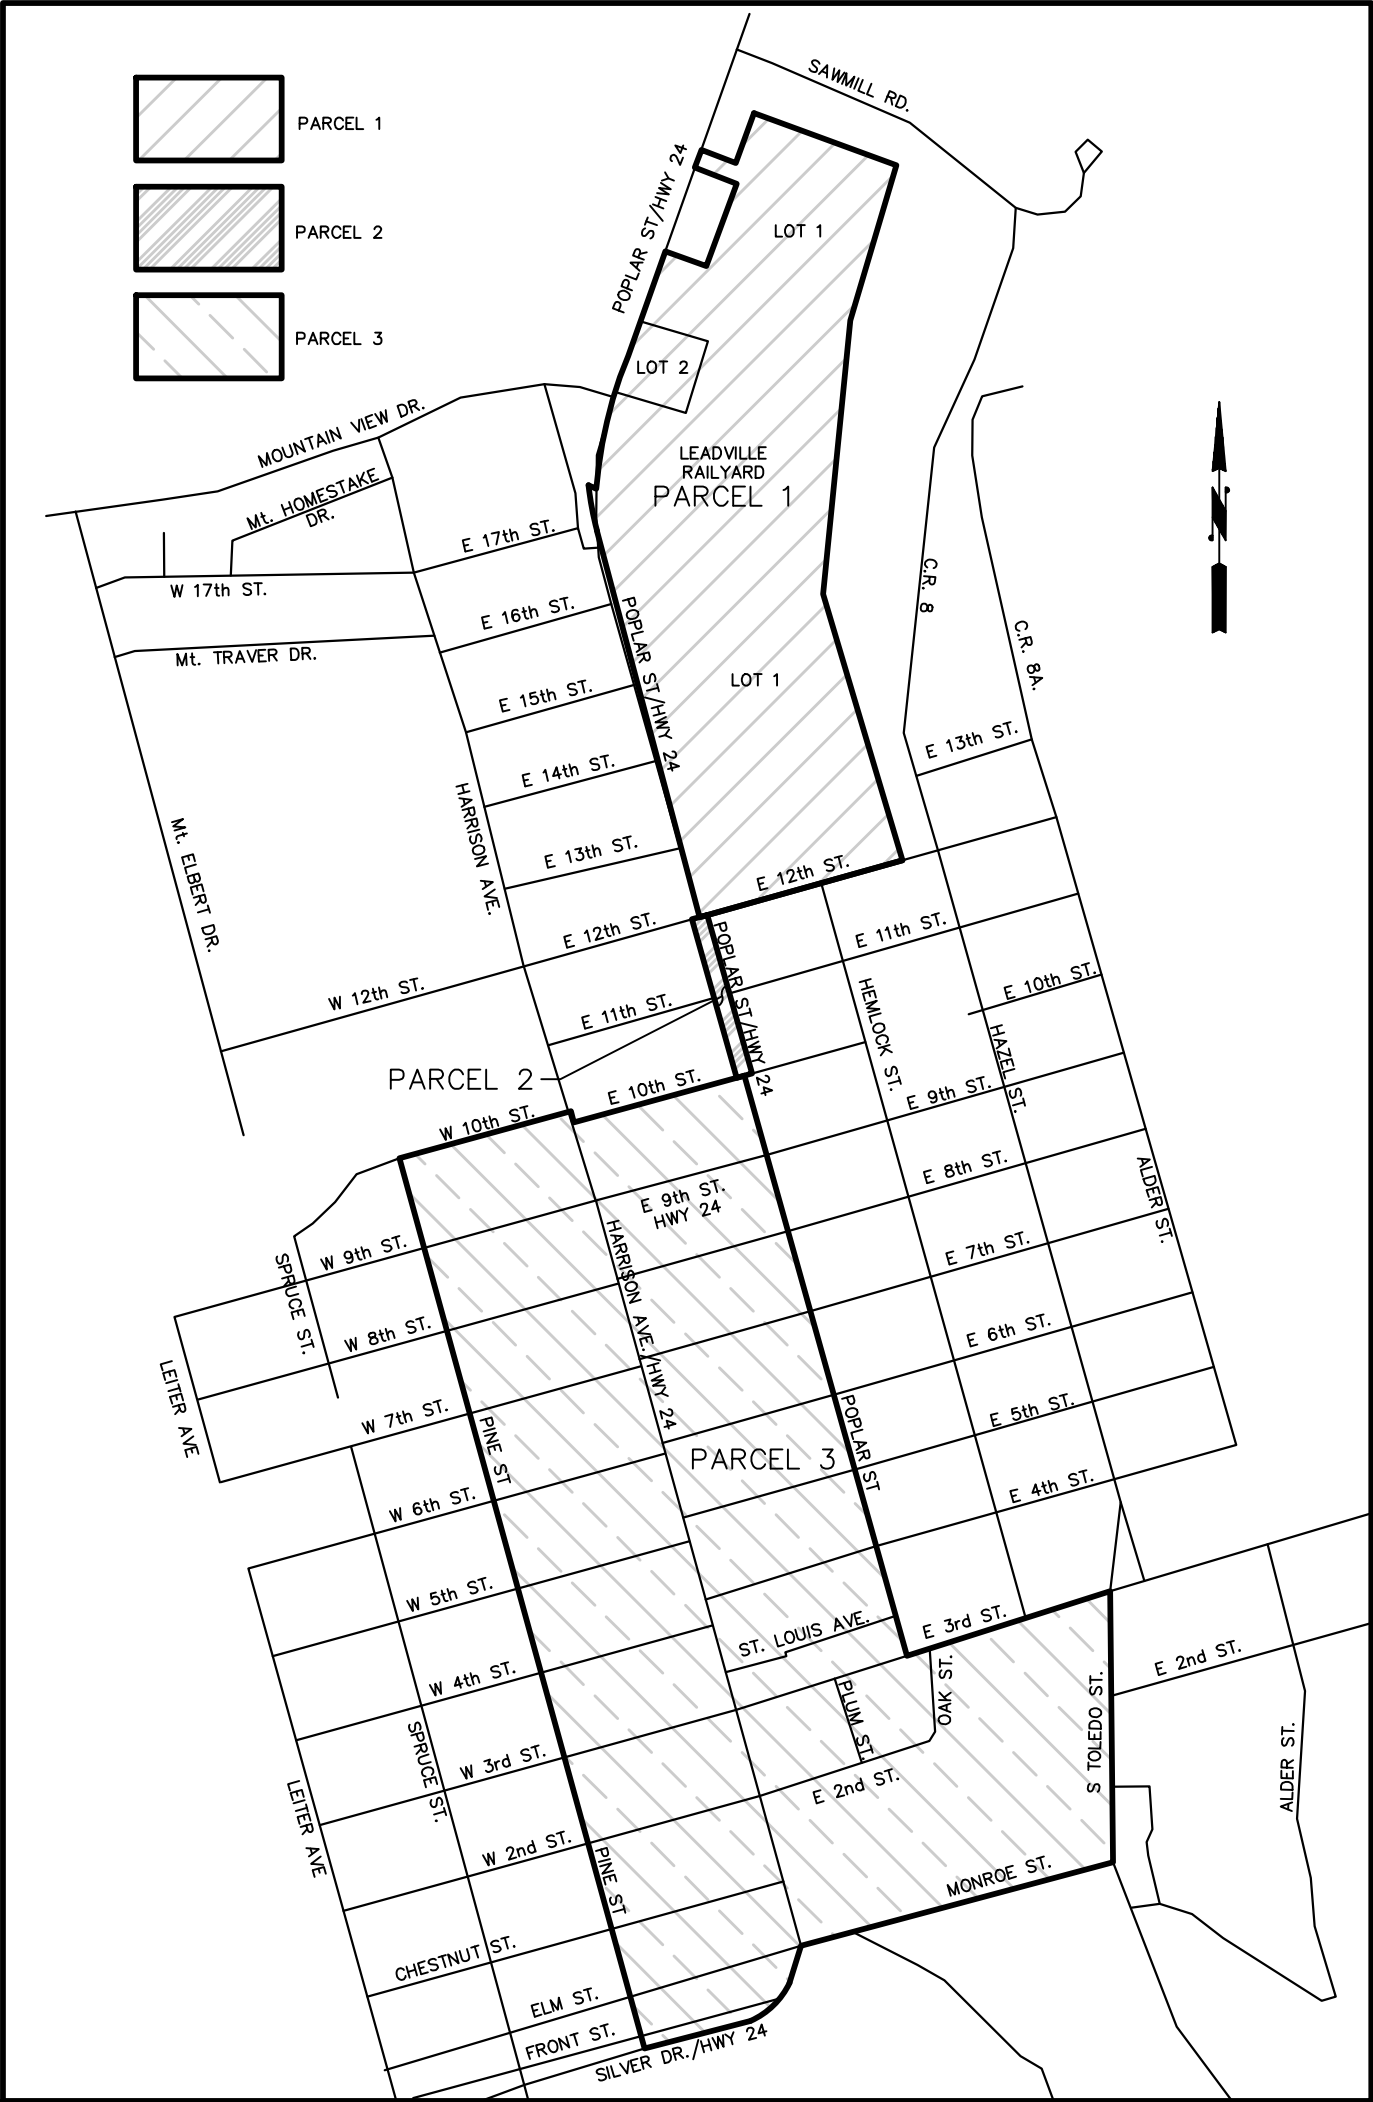 SAWMILL RD.
PARCEL 1
PARCEL 2
PARCEL 3
POPLAR ST/HWY 24
LOT 1
LOT 2
MOUNTAIN VIEW DR.
LEADVILLE
RAILYARD
PARCEL 1
Mt. HOMESTAKE
DR.
N
E 17th ST.
W 17th ST.
C.R. 8
E 16th ST.
POPLAR ST/HWY 24
C.R. 8A.
Mt. TRAVER DR.
LOT 1
E 15th ST.
E 13th ST.
E 14th ST.
HARRISON AVE.
Mt. ELBERT DR.
E 13th ST.
E 12th ST.
E 12th ST.
E 11th ST.
POPLAR ST/HWY 24
W 12th ST.
E 10th ST.
HEMLOCK ST.
E 11th ST.
HAZEL ST.
PARCEL 2
E 10th ST.
E 9th ST.
W 10th ST.
E 8th ST.
ALDER ST.
E 9th ST.
HWY 24
W 9th ST.
SPRUCE ST.
HARRISON AVE./HWY 24
E 7th ST.
W 8th ST.
E 6th ST.
LEITER AVE
W 7th ST.
PINE ST
POPLAR ST
E 5th ST.
PARCEL 3
E 4th ST.
W 6th ST.
W 5th ST.
ST. LOUIS AVE.
E 3rd ST.
W 4th ST.
E 2nd ST.
PLUM ST.
OAK ST.
S TOLEDO ST.
SPRUCE ST.
W 3rd ST.
ALDER ST.
E 2nd ST.
LEITER AVE
W 2nd ST.
PINE ST
MONROE ST.
CHESTNUT ST.
ELM ST.
FRONT ST.
SILVER DR./HWY 24